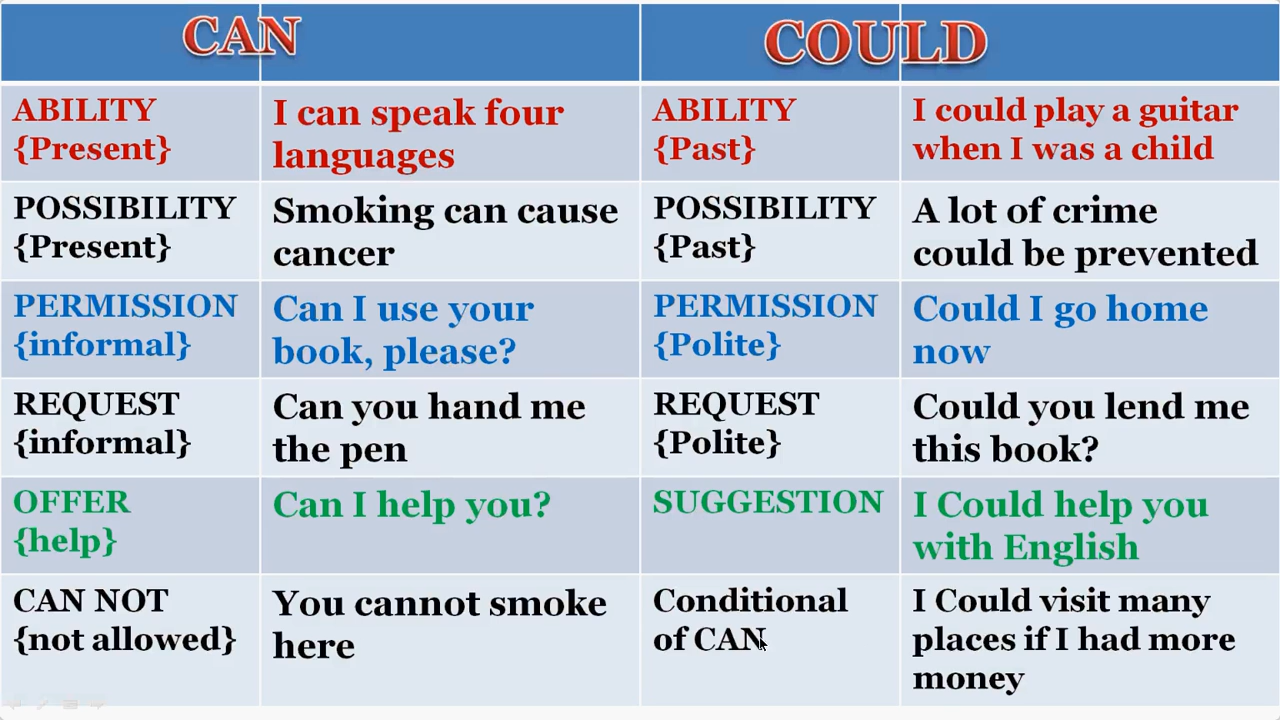 CAN
COULD
ABILITY
{Present}
I can speak four
languages
ABILITY
{Past}
I could play a guitar
when I was a child
POSSIBILITY
{Present}
Smoking can cause
cancer
POSSIBILITY
{Past}
A lot of crime
could be prevented
PERMISSION
{informal}
Can I use your
book, please?
PERMISSION
{Polite}
Could I go home
now
REQUEST
{informal}
Can you hand me
the pen
REQUEST
{Polite}
Could you lend me
this book?
OFFER
{help}
Can I help you?
SUGGESTION
I Could help you
with English
CAN NOT
{not allowed}
You cannot smoke
here
Conditional
of CAN
I Could visit many
places if I had more
money